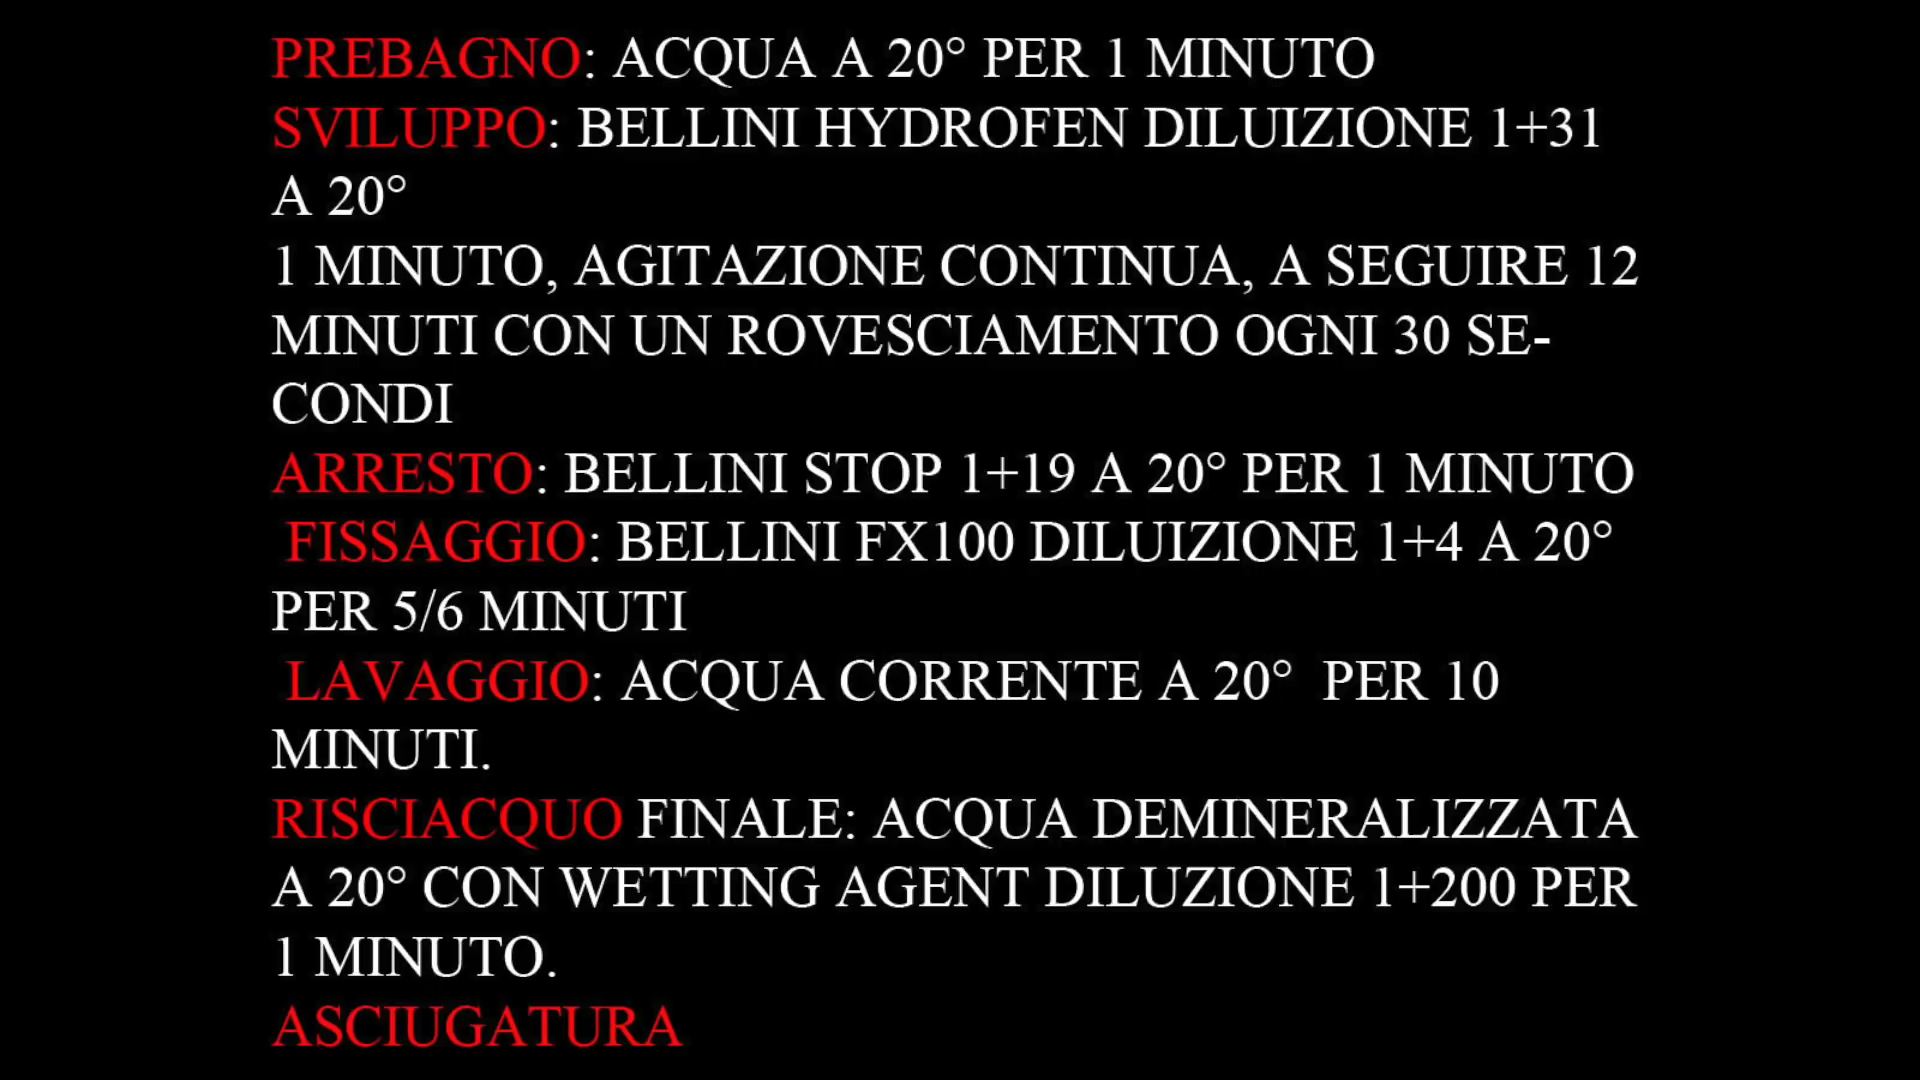 PREBAGNO: ACQUA A 20° PER 1 MINUTO
SVILUPPO: BELLINI HYDROFEN DILUIZIONE 1+31
A 20°
1 MINUTO, AGITAZIONE CONTINUA, A SEGUIRE 12
MINUTI CON UN ROVESCIAMENTO OGNI 30 SE-
CONDI
ARRESTO: BELLINI STOP 1+19 A 20° PER 1 MINUTO
FISSAGGIO: BELLINI FX100 DILUIZIONE 1+4 A 20°
PER 5/6 MINUTI
LAVAGGIO: ACQUA CORRENTE A 20° PER 10
MINUTI.
RISCIACQUO FINALE: ACQUA DEMINERALIZZATA
A 20° CON WETTING AGENT DILUZIONE 1+200 PER
1 MINUTO.
ASCIUGATURA